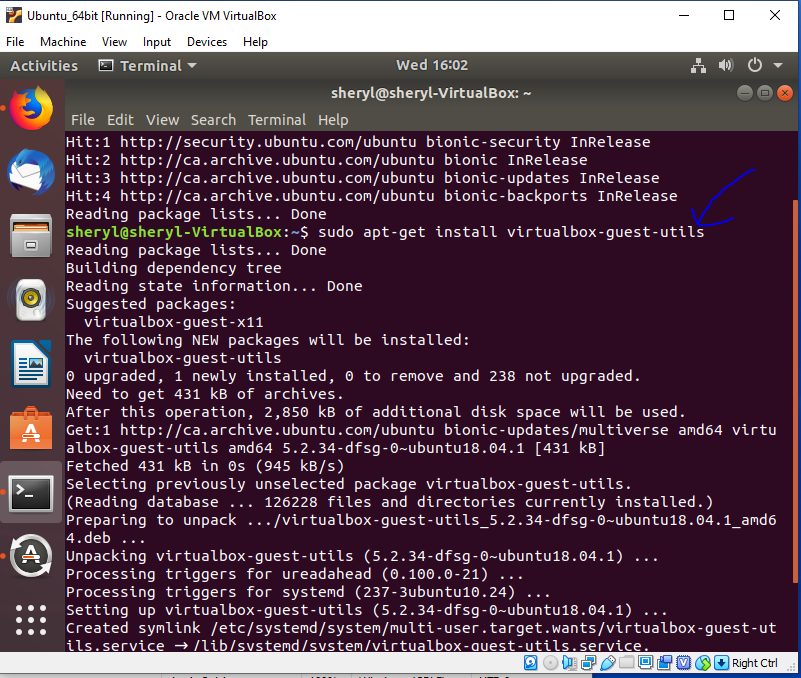 Ubuntu_64bit [Running] - Oracle VM VirtualBox
File Machine View Input Devices Help
Activities Terminal Wed 16:02
sheryl@sheryl-VirtualBox: ~
File Edit View Search Terminal Help
Hit:1 http://security.ubuntu.com/ubuntu bionic-security InRelease
Hit:2 http://ca.archive.ubuntu.com/ubuntu bionic InRelease
Hit:3 http://ca.archive.ubuntu.com/ubuntu bionic-updates InRelease
Hit:4 http://ca.archive.ubuntu.com/ubuntu bionic-backports InRelease
Reading package lists... Done
sheryl@sheryl-VirtualBox:~$ sudo apt-get install virtualbox-guest-utils
Reading package lists... Done
Building dependency tree
Reading state information... Done
Suggested packages:
  virtualbox-guest-x11
The following NEW packages will be installed:
  virtualbox-guest-utils
0 upgraded, 1 newly installed, 0 to remove and 238 not upgraded.
Need to get 431 kB of archives.
After this operation, 2,850 kB of additional disk space will be used.
Get:1 http://ca.archive.ubuntu.com/ubuntu bionic-updates/multiverse amd64 virtu
albox-guest-utils amd64 5.2.34-dfsg-0~ubuntu18.04.1 [431 kB]
Fetched 431 kB in 0s (945 kB/s)
Selecting previously unselected package virtualbox-guest-utils.
(Reading database ... 126228 files and directories currently installed.)
Preparing to unpack .../virtualbox-guest-utils_5.2.34-dfsg-0~ubuntu18.04.1_amd6
4.deb ...
Unpacking virtualbox-guest-utils (5.2.34-dfsg-0~ubuntu18.04.1) ...
Processing triggers for ureadahead (0.100.0-21) ...
Processing triggers for systemd (237-3ubuntu10.24) ...
Setting up virtualbox-guest-utils (5.2.34-dfsg-0~ubuntu18.04.1) ...
Created symlink /etc/systemd/system/multi-user.target.wants/virtualbox-guest-ut
ils.service → /lib/systemd/system/virtualbox-guest-utils.service.
Right Ctrl